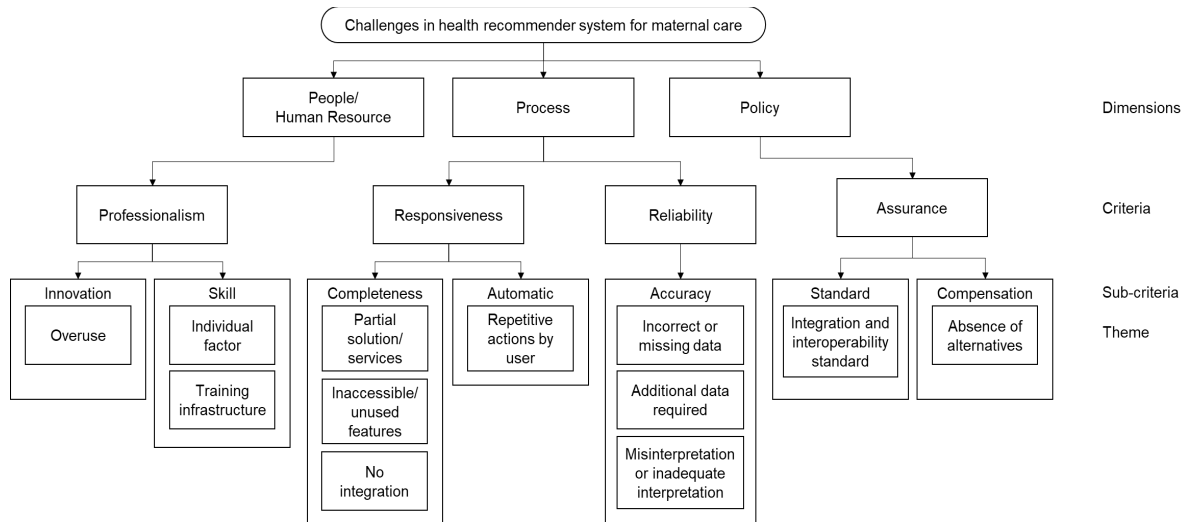 Challenges in health recommender system for maternal care
People/
Human Resource
Process
Policy
Dimensions
Professionalism
Responsiveness
Reliability
Assurance
Criteria
Innovation
Overuse
Skill
Individual
factor
Training
infrastructure
Completeness
Partial
solution/
services
Inaccessible/
unused
features
No
integration
Automatic
Repetitive
actions by
user
Accuracy
Incorrect or
missing data
Additional data
required
Misinterpretation
or inadequate
interpretation
Standard
Integration and
interoperability
standard
Compensation
Absence of
alternatives
Sub-criteria
Theme